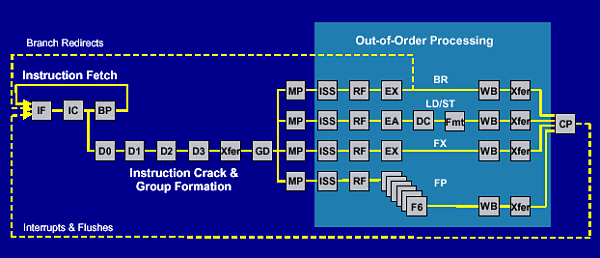 Out-of-Order Processing
Branch Redirects
Instruction Fetch
BR
IF IC BP
MP ISS RF EX WB Xfer
LD/ST
MP ISS RF EA DC Fmt WB Xfer CP
D0 D1 D2 D3 Xfer GD MP ISS RF EX FX WB Xfer
Instruction Crack &
Group Formation
MP ISS RF FP
F6 WB Xfer
Interrupts & Flushes